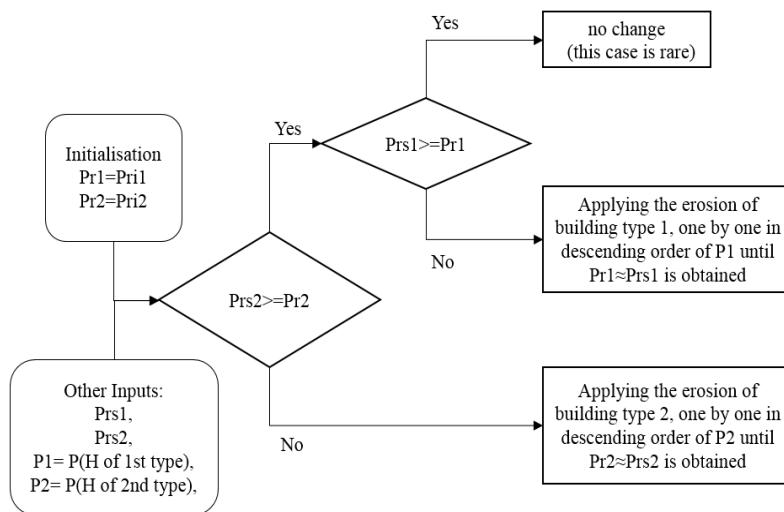 Initialisation
Pr1=Pri1
Pr2=Pri2
Other Inputs:
Prs1,
Prs2,
P1= P(H of 1st type),
P2= P(H of 2nd type),
Prs2>=Pr2
Yes
No
Prs1>=Pr1
Yes
No
no change
(this case is rare)
Applying the erosion of
building type 1, one by one in
descending order of P1 until
Pr1≈Prs1 is obtained
Applying the erosion of
building type 2, one by one in
descending order of P2 until
Pr2≈Prs2 is obtained